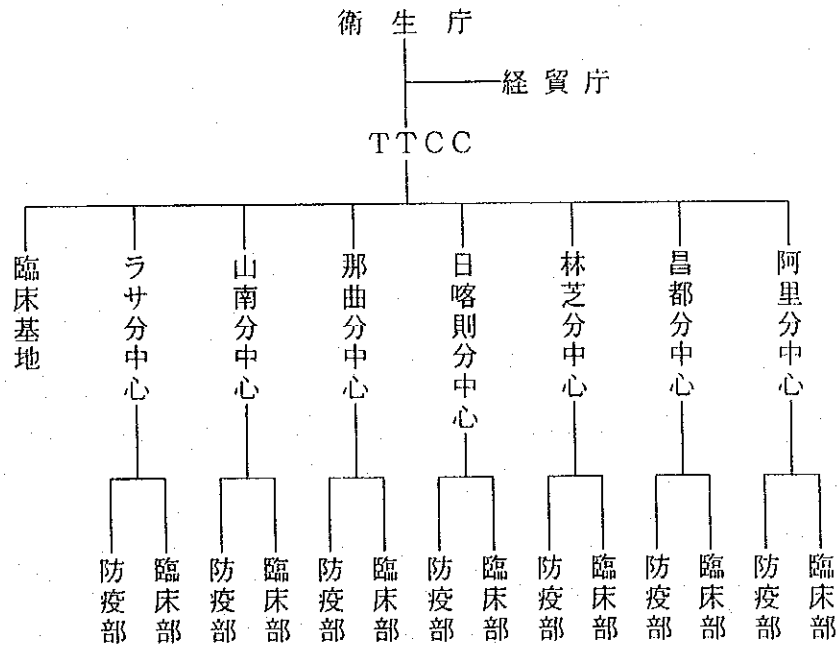 衛生庁
経貿庁
TTCC
臨床基地
ラサ分中心
山南分中心
那曲分中心
日喀則分中心
林芝分中心
昌都分中心
阿里分中心
防疫部
臨床部
防疫部
臨床部
防疫部
臨床部
防疫部
臨床部
防疫部
臨床部
防疫部
臨床部
防疫部
臨床部